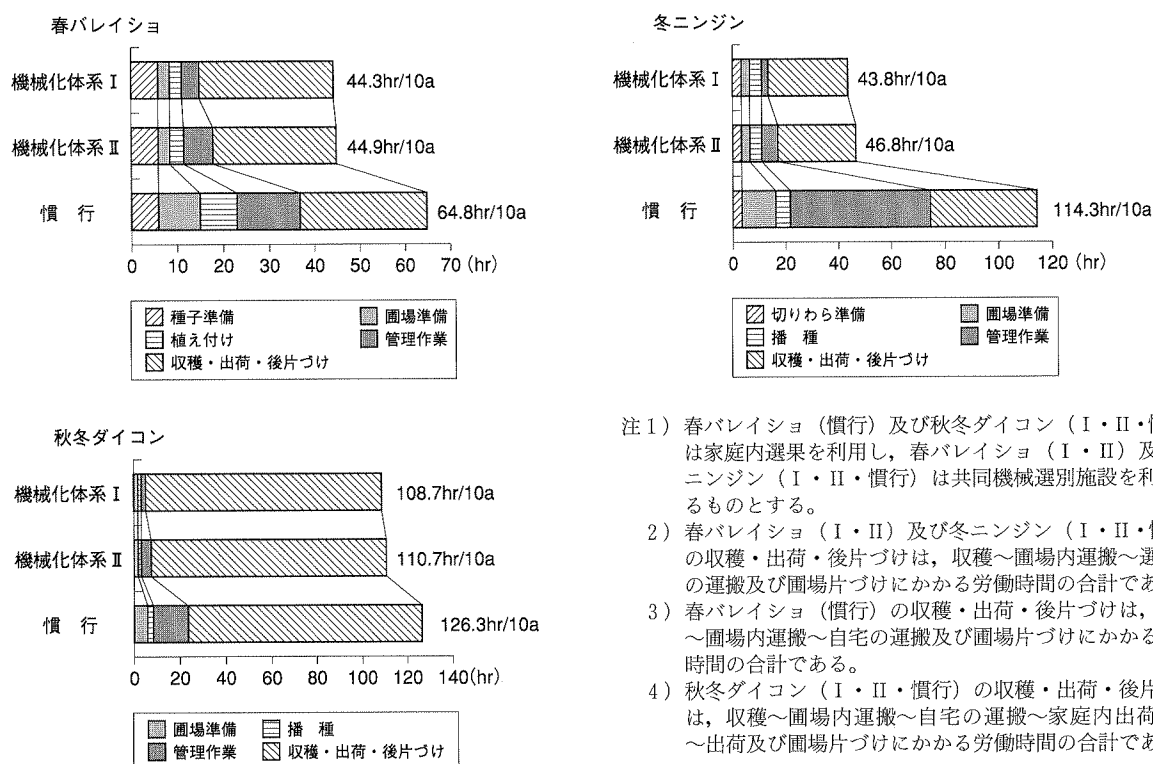 春バレイショ
機械化体系Ⅰ
44.3hr/10a
機械化体系Ⅱ
44.9hr/10a
慣 行
64.8hr/10a
0 10 20 30 40 50 60 70 (hr)
種子準備 圃場準備
植え付け 管理作業
収穫・出荷・後片づけ
冬ニンジン
機械化体系Ⅰ
43.8hr/10a
機械化体系Ⅱ
46.8hr/10a
慣 行
114.3hr/10a
0 20 40 60 80 100 120 (hr)
切りわら準備 圃場準備
播 種 管理作業
収穫・出荷・後片づけ
秋冬ダイコン
機械化体系Ⅰ
108.7hr/10a
機械化体系Ⅱ
110.7hr/10a
慣 行
126.3hr/10a
0 20 40 60 80 100 120 140(hr)
圃場準備 播 種
管理作業 収穫・出荷・後片づけ
注1）春バレイショ（慣行）及び秋冬ダイコン（Ⅰ・Ⅱ・
は家庭内選果を利用し，春バレイショ（Ⅰ・Ⅱ）及
ニンジン（Ⅰ・Ⅱ・慣行）は共同機械選別施設を利
るものとする。
2）春バレイショ（Ⅰ・Ⅱ）及び冬ニンジン（Ⅰ・Ⅱ・
の収穫・出荷・後片づけは，収穫～圃場内運搬～
の運搬及び圃場片づけにかかる労働時間の合計であ
3）春バレイショ（慣行）の収穫・出荷・後片づけは，
～圃場内運搬～自宅の運搬及び圃場片づけにかかる
時間の合計である。
4）秋冬ダイコン（Ⅰ・Ⅱ・慣行）の収穫・出荷・後片
は，収穫～圃場内運搬～自宅の運搬～家庭内出荷
～出荷及び圃場片づけにかかる労働時間の合計であ